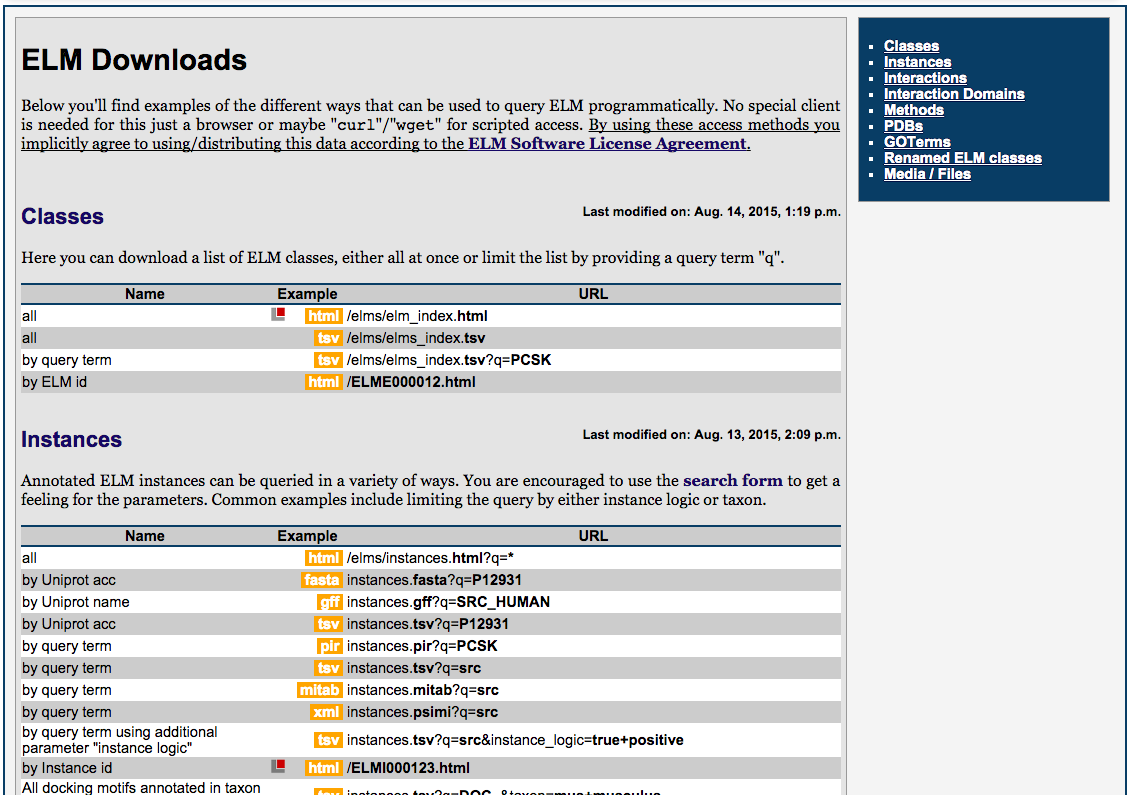 ELM Downloads
Below you'll find examples of the different ways that can be used to query ELM programmatically. No special client
is needed for this just a browser or maybe "curl"/"wget" for scripted access. By using these access methods you
implicitly agree to using/distributing this data according to the ELM Software License Agreement.
Classes
Last modified on: Aug. 14, 2015, 1:19 p.m.
Here you can download a list of ELM classes, either all at once or limit the list by providing a query term "q".
Name Example URL
all html /elms/elm_index.html
all tsv /elms/elms_index.tsv
by query term tsv /elms/elms_index.tsv?q=PCSK
by ELM id html /ELME000012.html
Instances
Last modified on: Aug. 13, 2015, 2:09 p.m.
Annotated ELM instances can be queried in a variety of ways. You are encouraged to use the search form to get a
feeling for the parameters. Common examples include limiting the query by either instance logic or taxon.
Name Example URL
all html /elms/instances.html?q=*
by Uniprot acc fasta instances.fasta?q=P12931
by Uniprot name gff instances.gff?q=SRC_HUMAN
by Uniprot acc tsv instances.tsv?q=P12931
by query term pir instances.pir?q=PCSK
by query term tsv instances.tsv?q=src
by query term mitab instances.mitab?q=src
by query term xml instances.psimi?q=src
by query term using additional
parameter "instance logic" tsv instances.tsv?q=src&instance_logic=true+positive
by Instance id html /ELMI000123.html
All docking motifs annotated in taxon
tsv instances.tsv?q=DOC_&taxon=mus+musculus
Classes
Instances
Interactions
Interaction Domains
Methods
PDBs
GOTerms
Renamed ELM classes
Media / Files